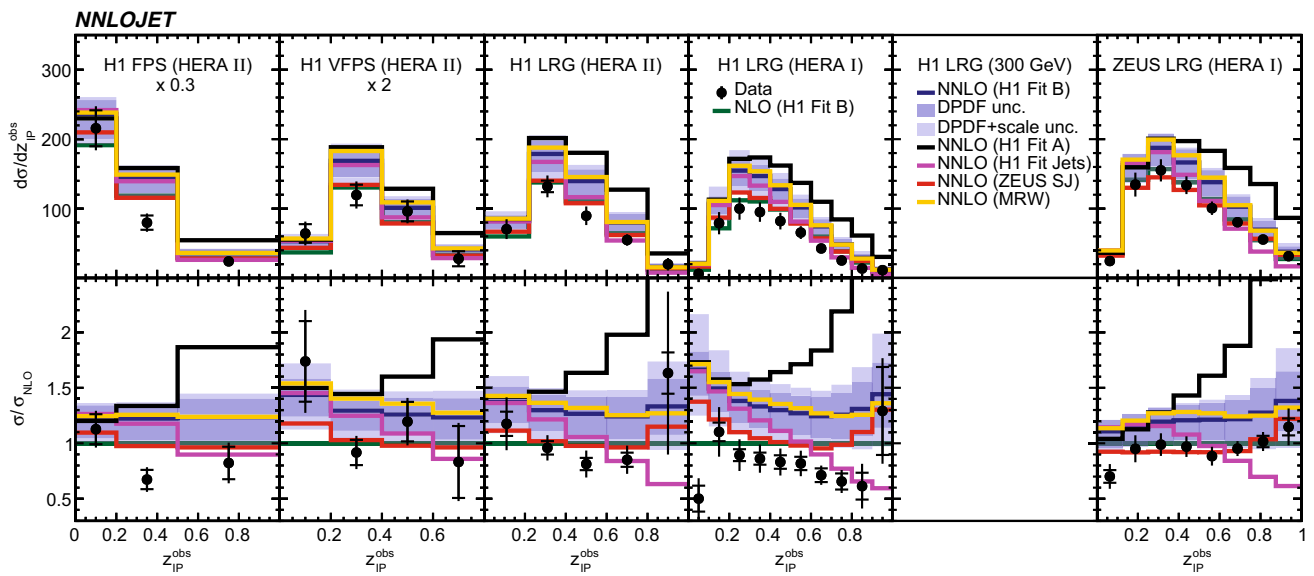 NNLOJET
H1 FPS (HERA II)
x 0.3
H1 VFPS (HERA II)
x 2
H1 LRG (HERA II)
H1 LRG (HERA I)
Data
NLO (H1 Fit B)
H1 LRG (300 GeV)
NNLO (H1 Fit B)
DPDF unc.
DPDF+scale unc.
NNLO (H1 Fit A)
NNLO (H1 Fit Jets)
NNLO (ZEUS SJ)
NNLO (MRW)
ZEUS LRG (HERA I)
dσ/dz_IP^obs
300
200
100
σ/σ_NLO
2
1.5
1
0.5
0 0.2 0.4 0.6 0.8
0.2 0.4 0.6
0.2 0.4 0.6 0.8
0.2 0.4 0.6 0.8
0.2 0.4 0.6 0.8 1
z_IP^obs
z_IP^obs
z_IP^obs
z_IP^obs
z_IP^obs